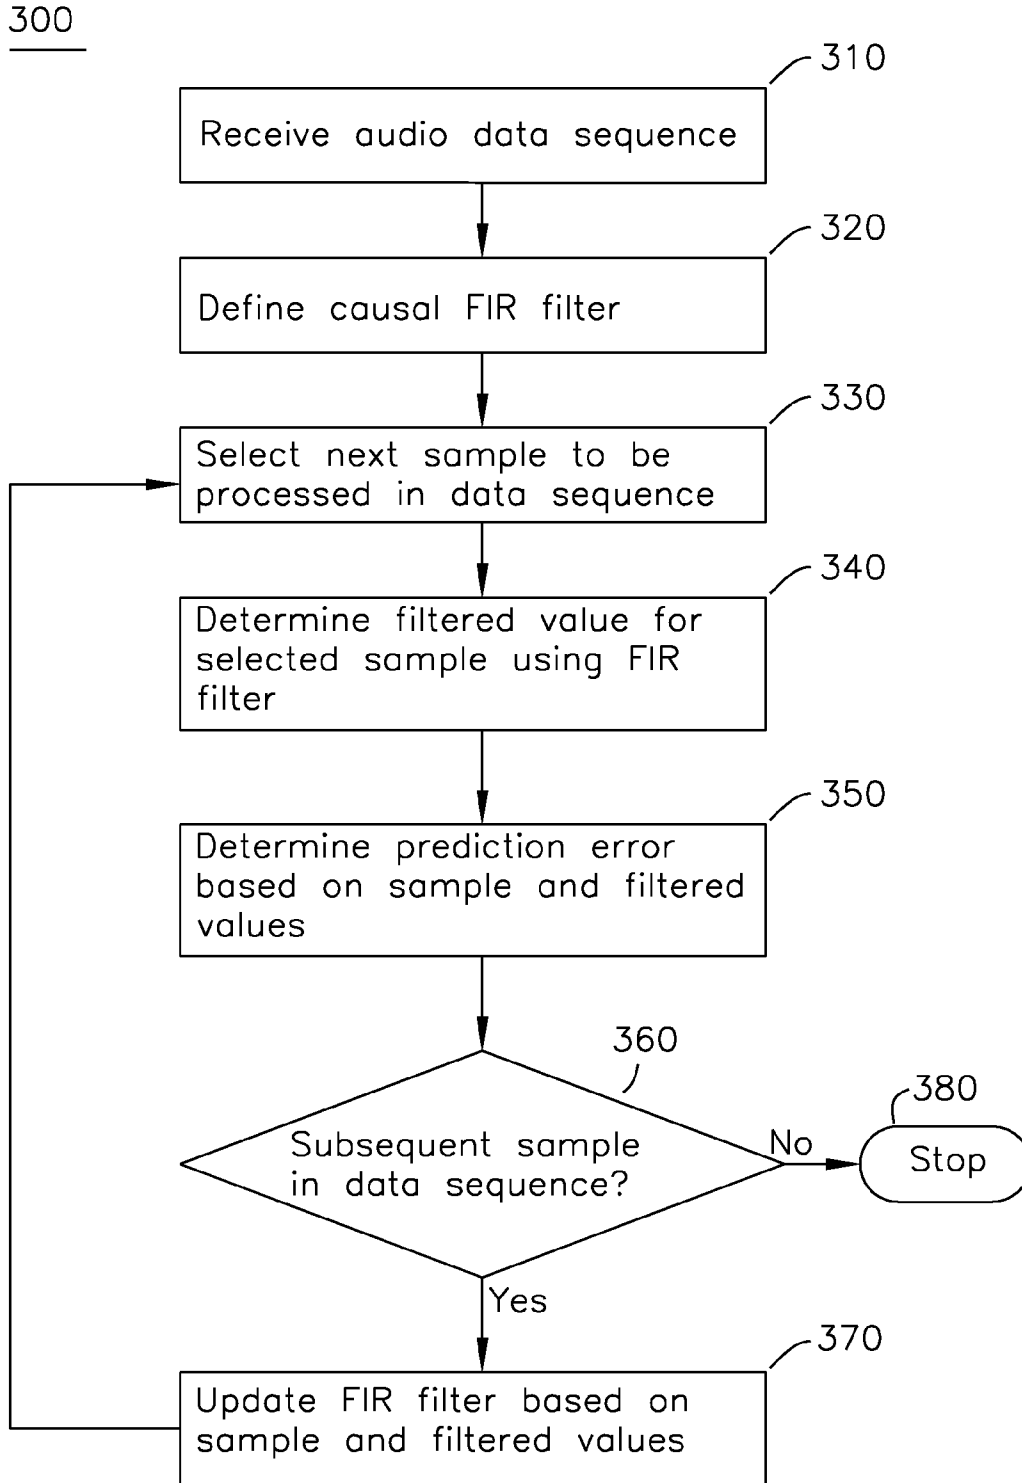 300
310
Receive audio data sequence
320
Define causal FIR filter
330
Select next sample to be
processed in data sequence
340
Determine filtered value for
selected sample using FIR
filter
350
Determine prediction error
based on sample and filtered
values
360
Subsequent sample
in data sequence?
No
380
Stop
Yes
370
Update FIR filter based on
sample and filtered values